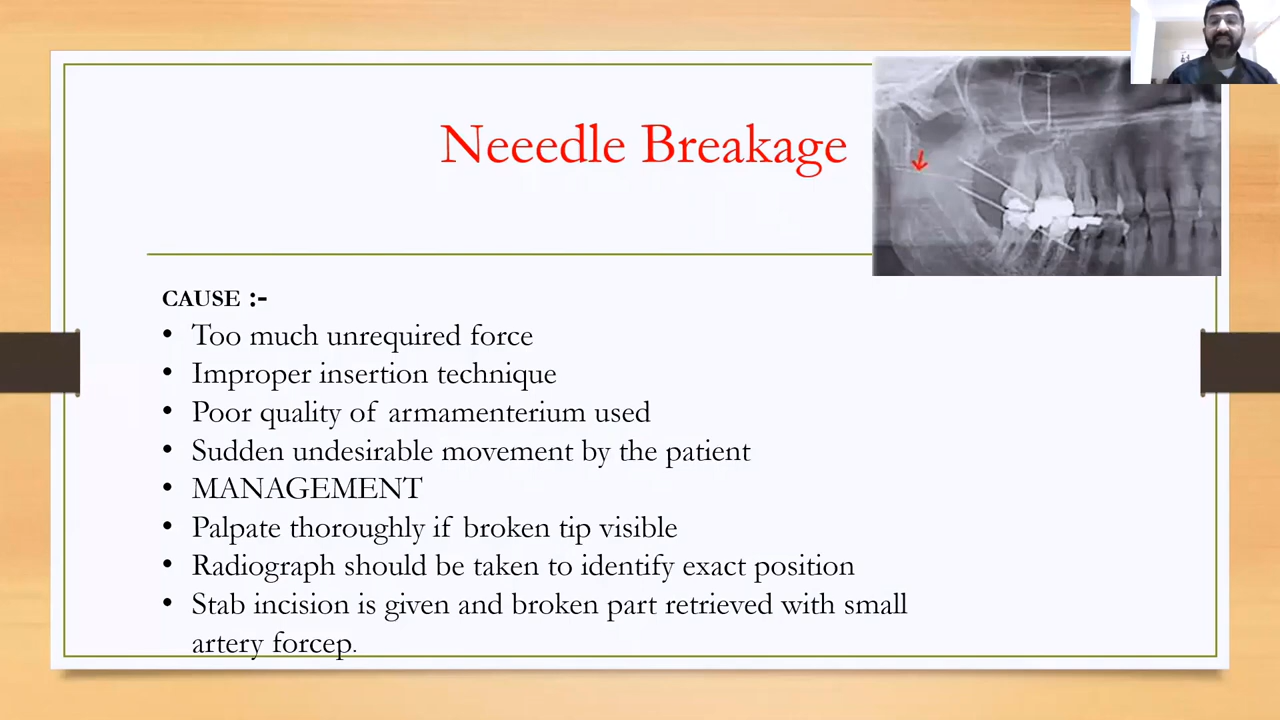 Neeedle Breakage
CAUSE :-
• Too much unrequired force
• Improper insertion technique
• Poor quality of armamenterium used
• Sudden undesirable movement by the patient
• MANAGEMENT
• Palpate thoroughly if broken tip visible
• Radiograph should be taken to identify exact position
• Stab incision is given and broken part retrieved with small
artery forcep.